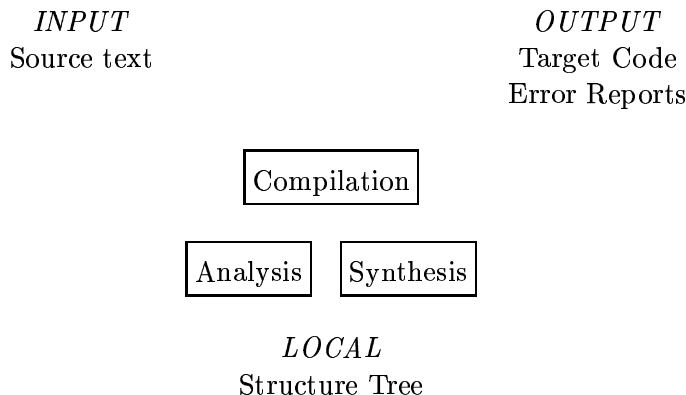 INPUT
Source text
OUTPUT
Target Code
Error Reports
Compilation
Analysis
Synthesis
LOCAL
Structure Tree